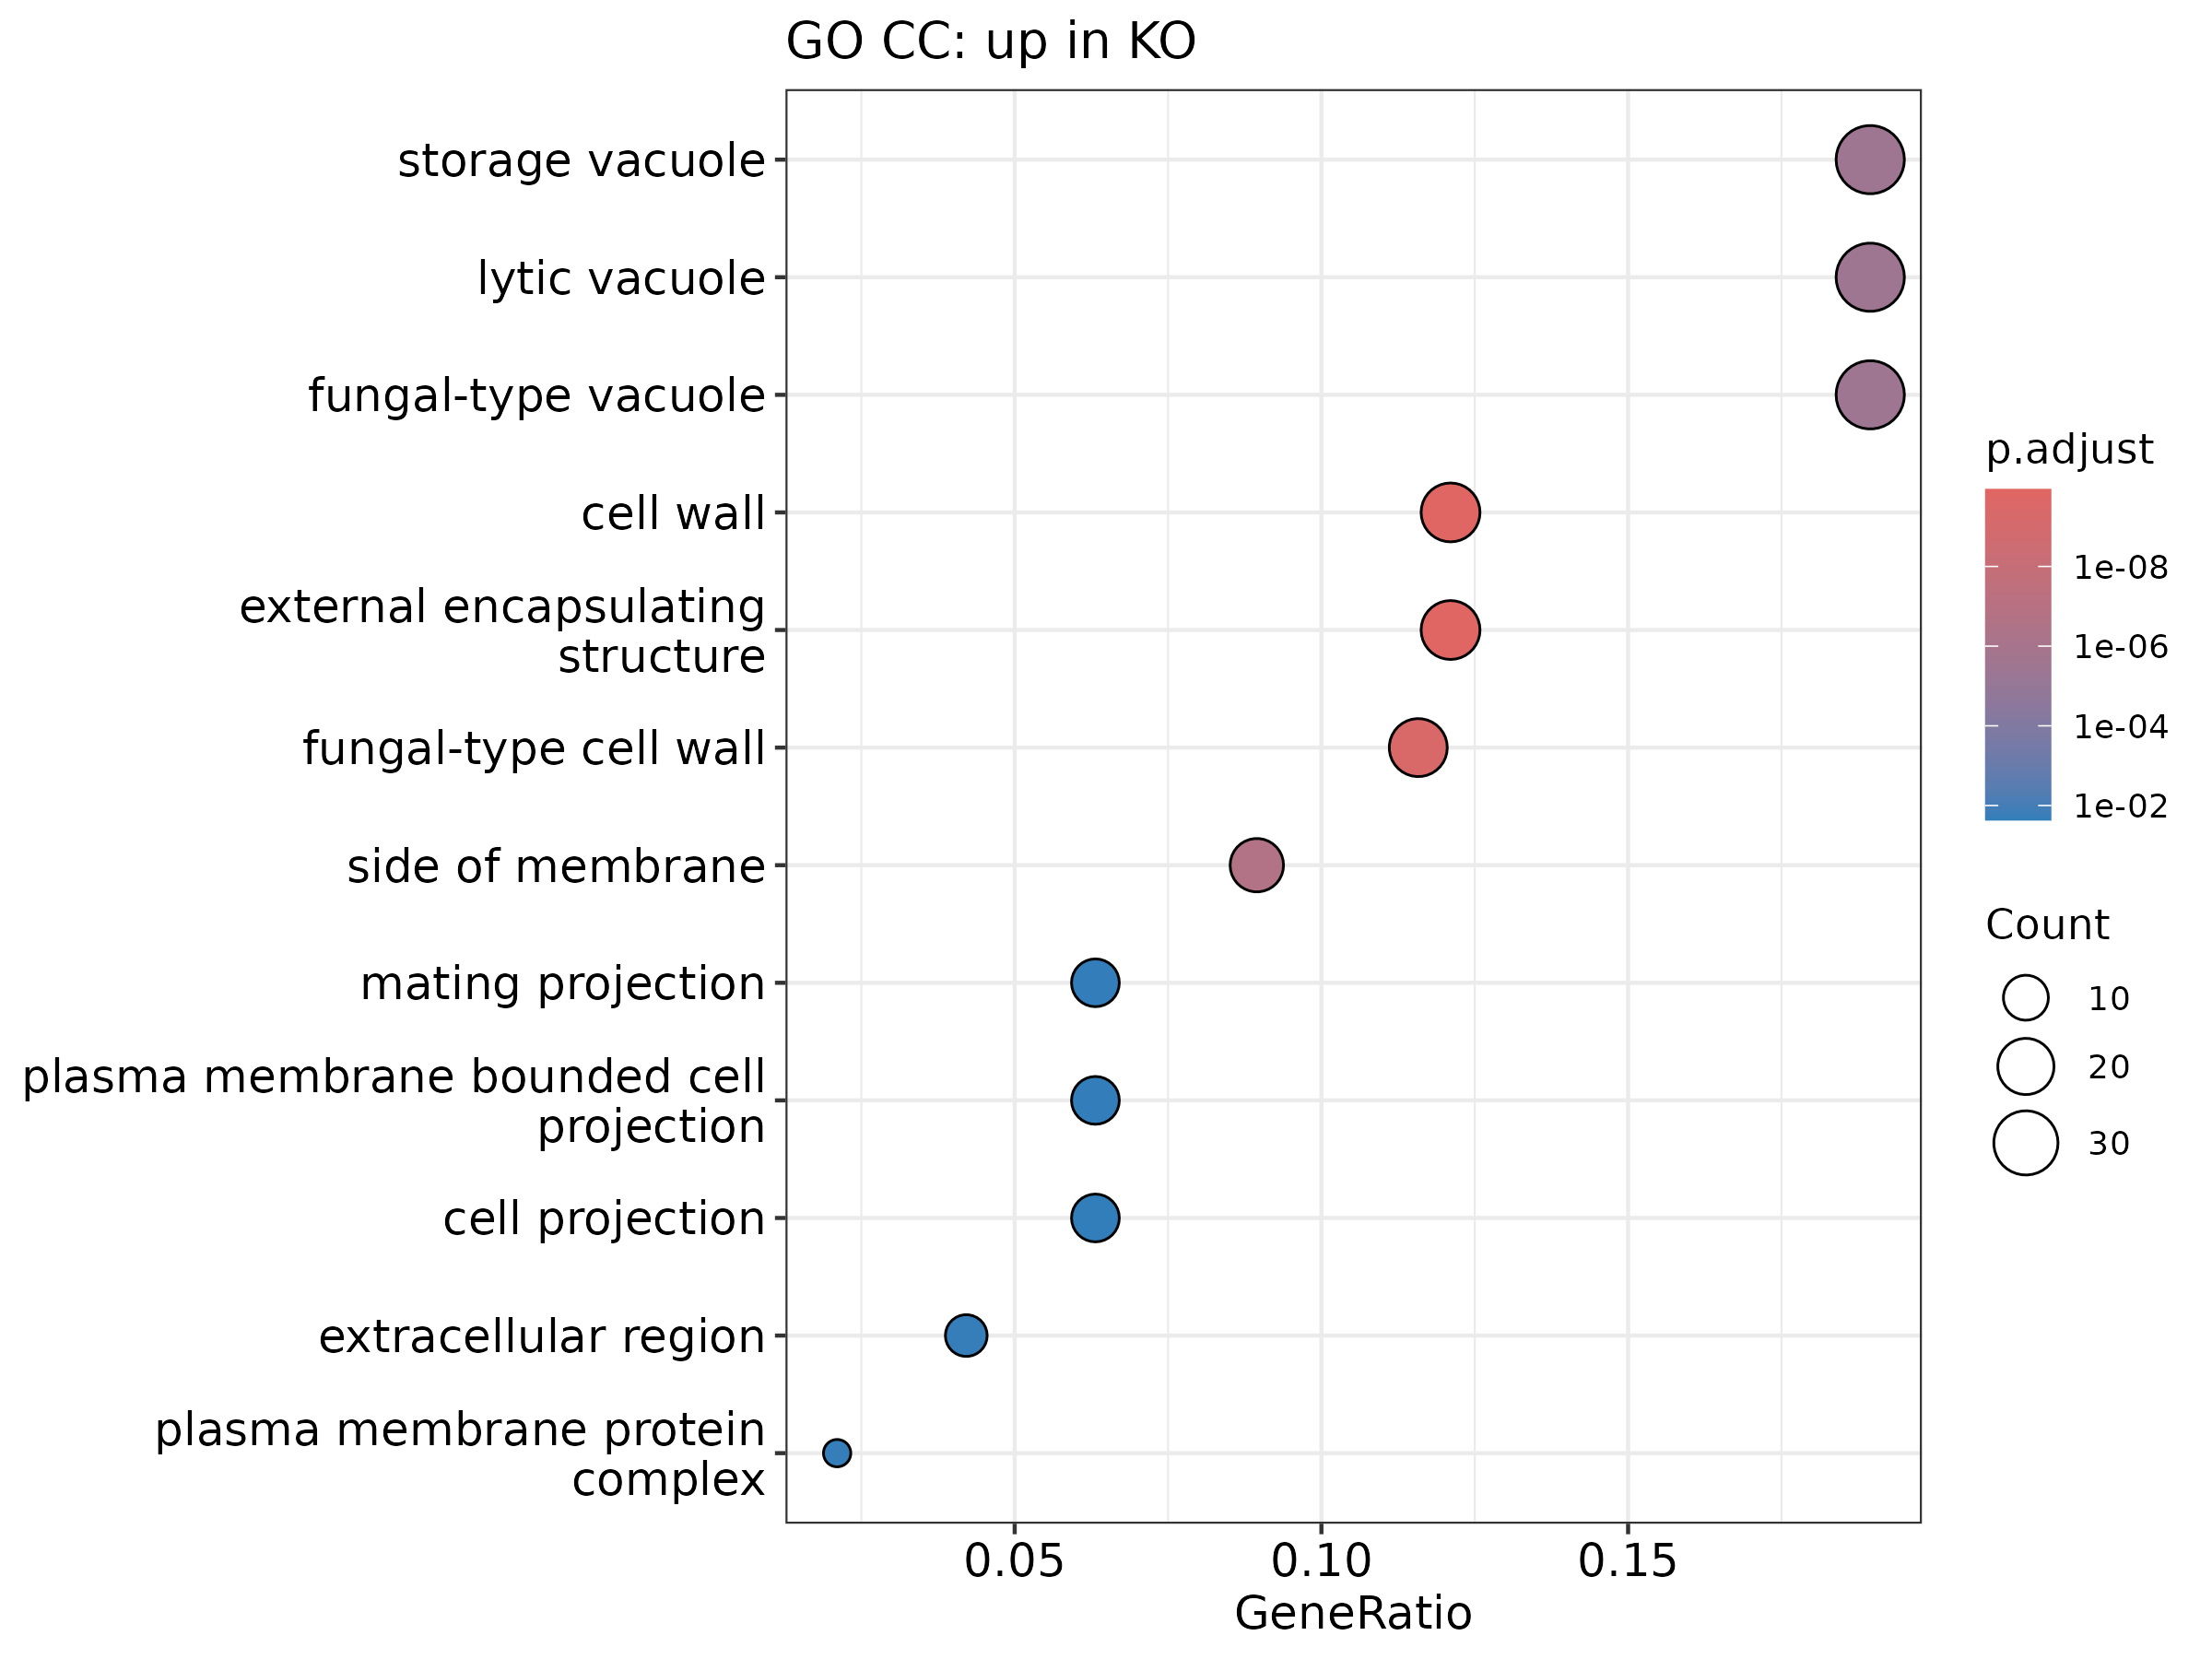 GO CC: up in KO
storage vacuole
lytic vacuole
fungal-type vacuole
cell wall
external encapsulating
structure
fungal-type cell wall
side of membrane
mating projection
plasma membrane bounded cell
projection
cell projection
extracellular region
plasma membrane protein
complex
0.05
0.10
0.15
GeneRatio
p.adjust
1e-08
1e-06
1e-04
1e-02
Count
10
20
30